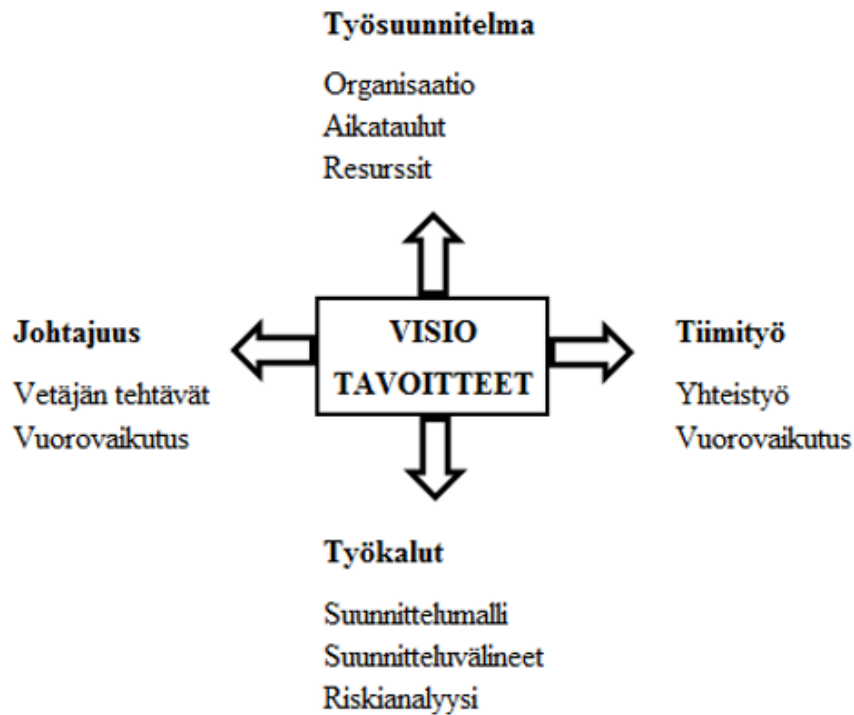 Työsuunnitelma
Organisaatio
Aikataulut
Resurssit
Johtajuus
Vetäjän tehtävät
Vuorovaikutus
VISIO
TAVOITTEET
Tiimityö
Yhteistyö
Vuorovaikutus
Työkalut
Suunnittelumalli
Suunnitteluvälineet
Riskianalyysi